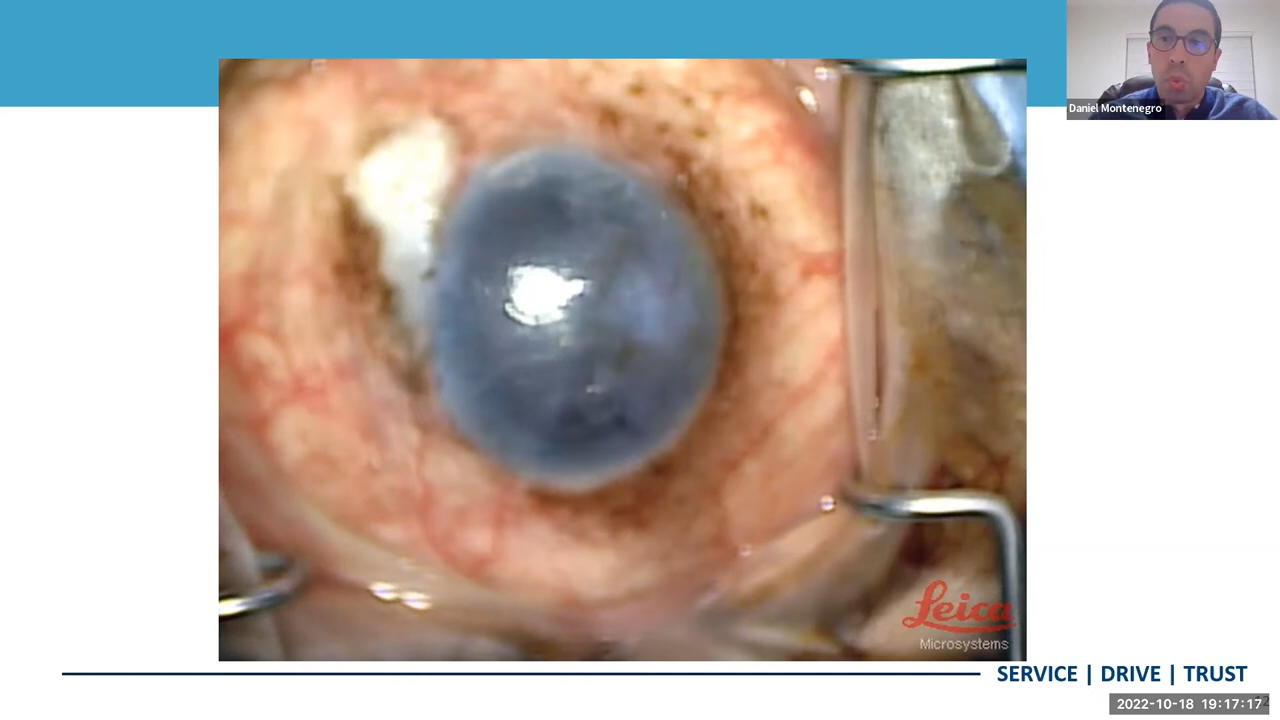 Daniel Montenegro
Leica
Microsystems
SERVICE | DRIVE | TRUST
2022-10-18 19:17:17